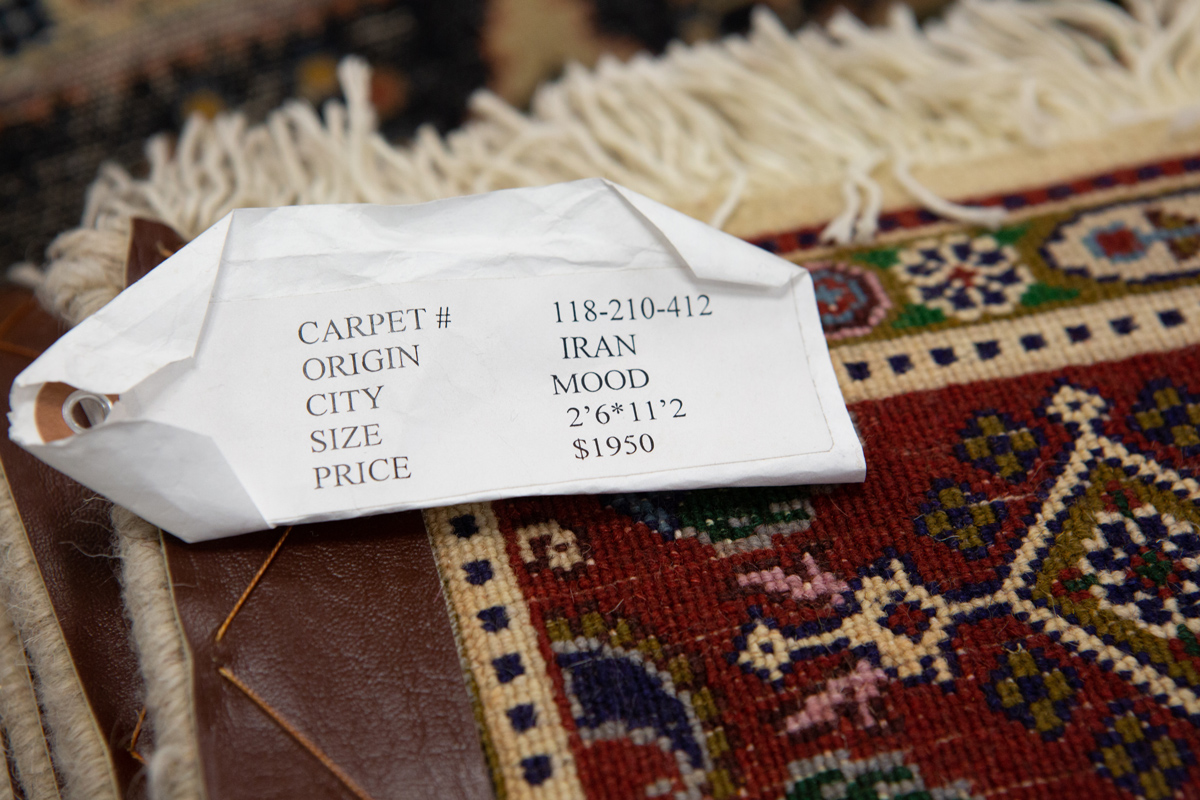 CARPET # 118-210-412
ORIGIN IRAN
CITY MOOD
SIZE 2'6*11'2
PRICE $1950